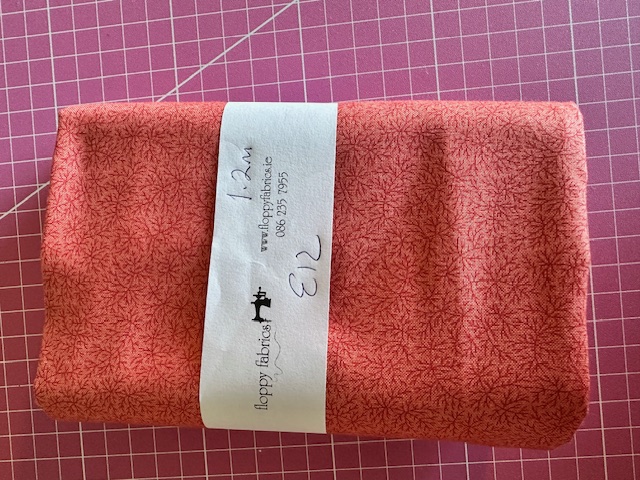 1.2m
floppy fabrics
www.floppyfabrics.ie
086 235 7955
€12